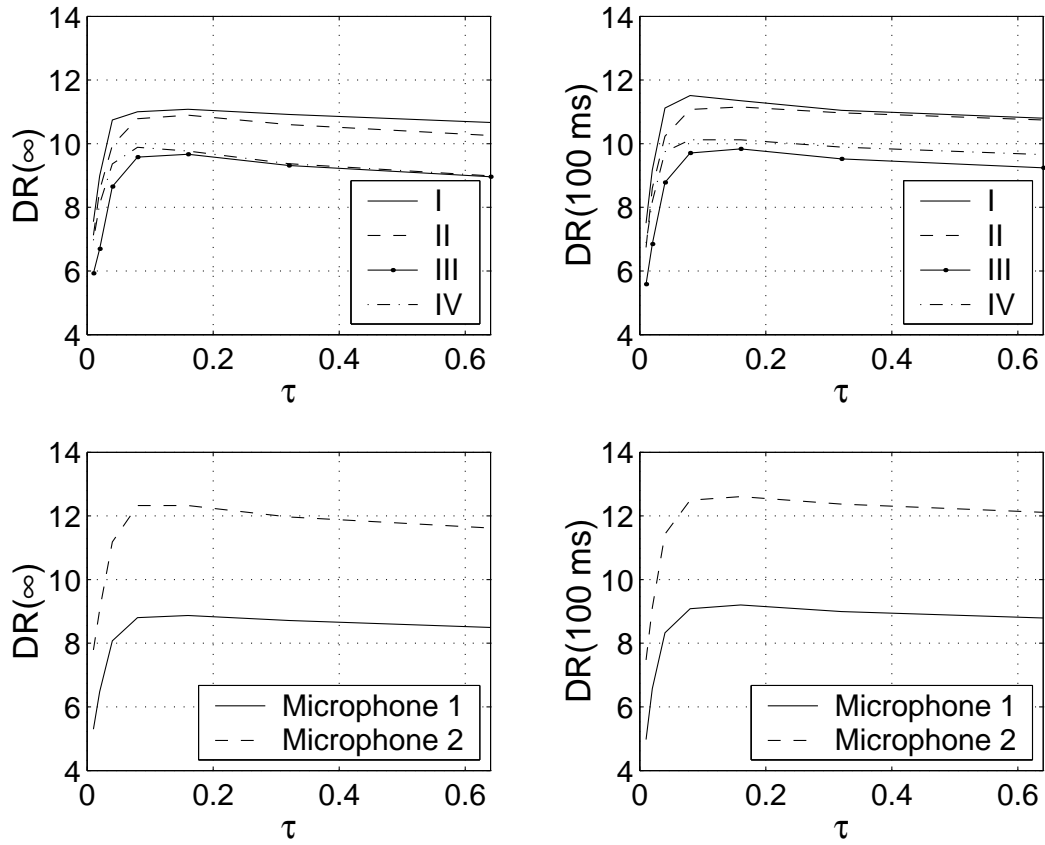 14
12
10
8
6
4
DR(∞)
I
II
III
IV
0 0.2 0.4 0.6
τ
14
12
10
8
6
4
DR(100 ms)
I
II
III
IV
0 0.2 0.4 0.6
τ
14
12
10
8
6
4
DR(∞)
Microphone 1
Microphone 2
0 0.2 0.4 0.6
τ
14
12
10
8
6
4
DR(100 ms)
Microphone 1
Microphone 2
0 0.2 0.4 0.6
τ